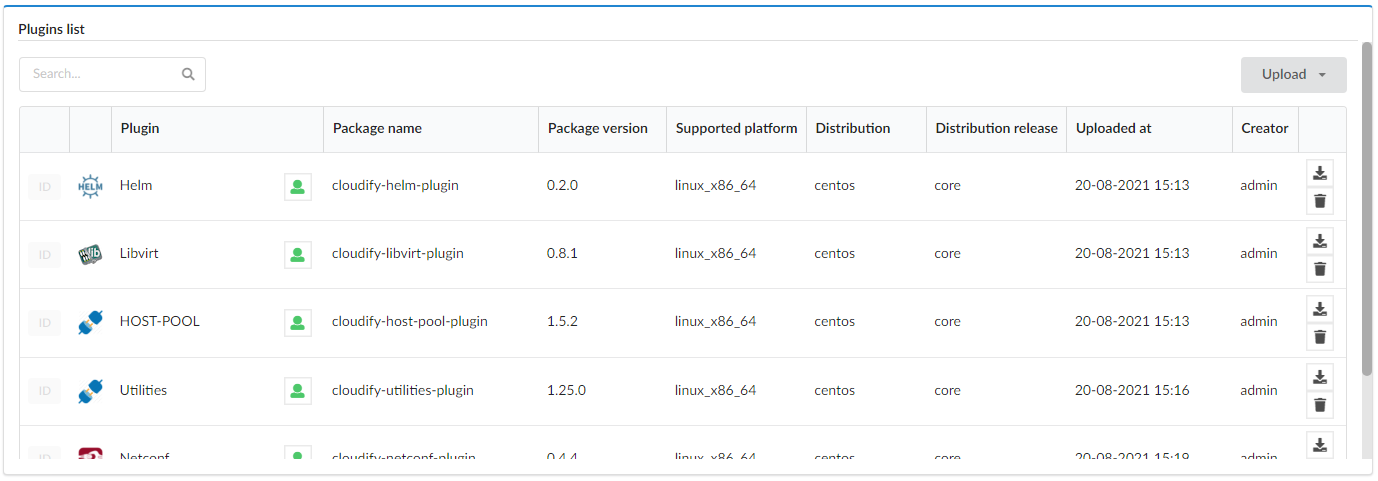 Plugins list
Search...
Upload
Plugin Package name Package version Supported platform Distribution Distribution release Uploaded at Creator
ID HELM Helm cloudify-helm-plugin 0.2.0 linux_x86_64 centos core 20-08-2021 15:13 admin
ID Libvirt cloudify-libvirt-plugin 0.8.1 linux_x86_64 centos core 20-08-2021 15:13 admin
ID HOST-POOL cloudify-host-pool-plugin 1.5.2 linux_x86_64 centos core 20-08-2021 15:13 admin
ID Utilities cloudify-utilities-plugin 1.25.0 linux_x86_64 centos core 20-08-2021 15:16 admin
ID Netconf cloudify-netconf-plugin 0.4.4 linux_x86_64 centos core 20-08-2021 15:19 admin